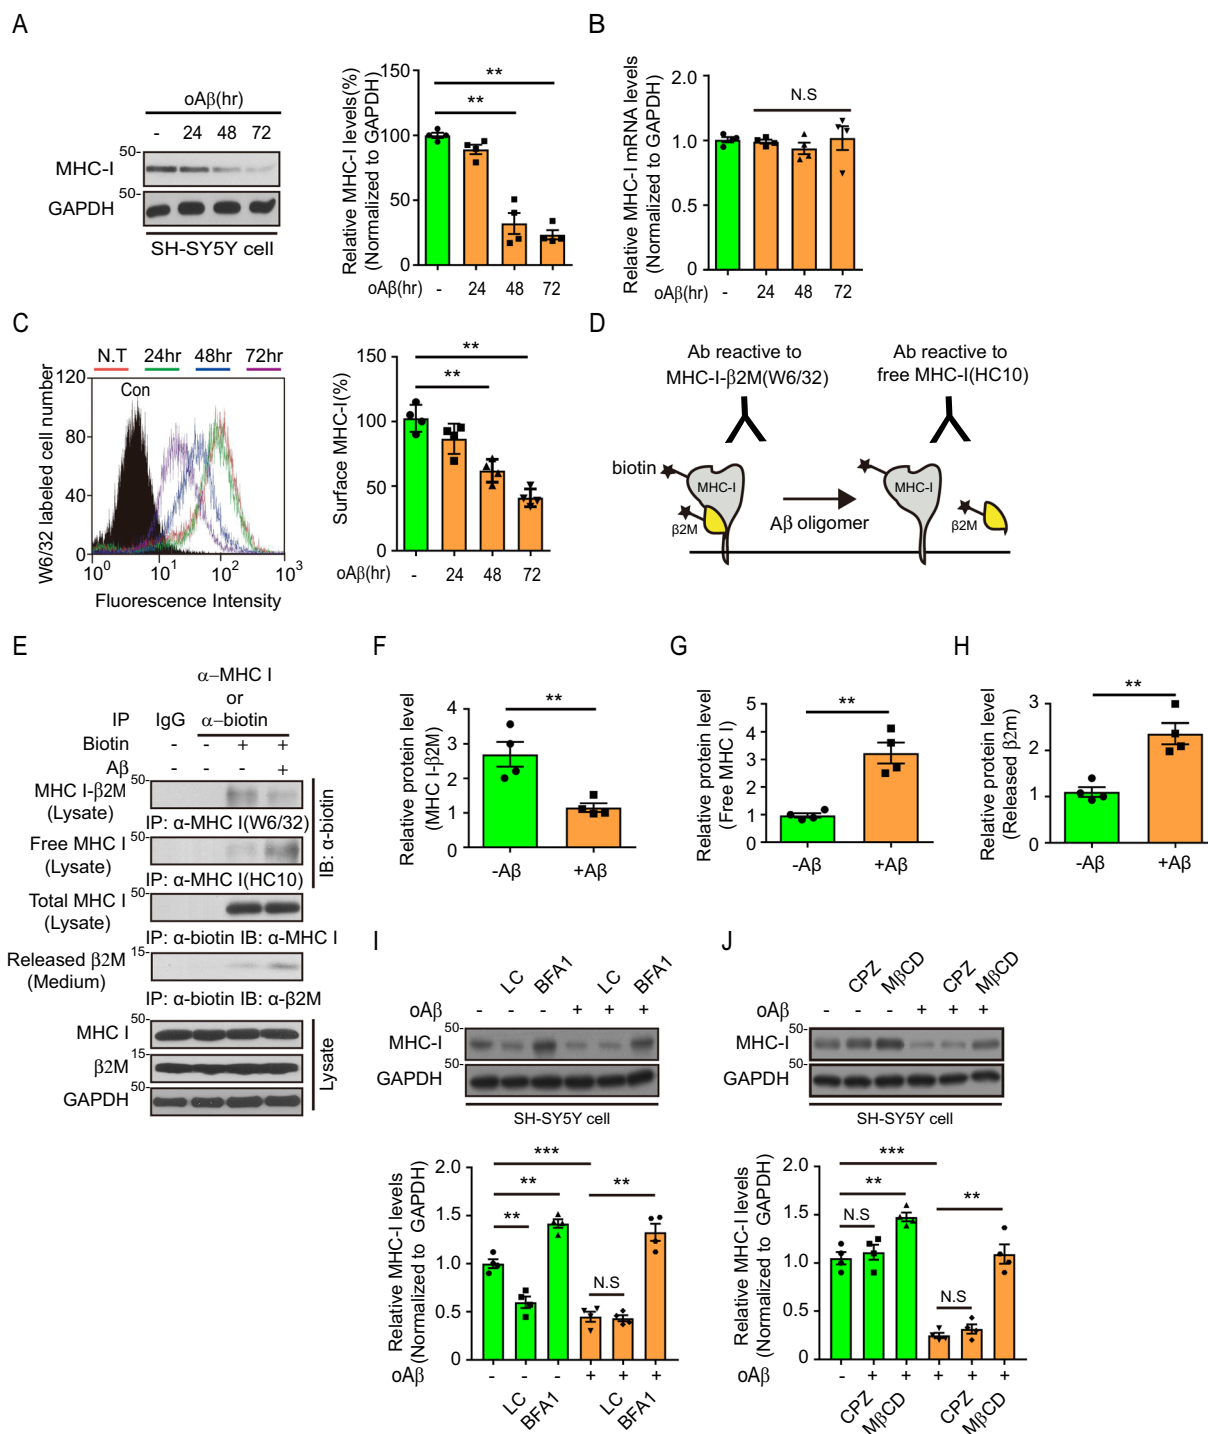 A
oAβ(hr)
- 24 48 72
50-
MHC-I
50-
GAPDH
SH-SY5Y cell
Relative MHC-I levels(%)
(Normalized to GAPDH)
150
100
50
0
**
**
oAβ(hr) - 24 48 72
B
Relative MHC-I mRNA levels
(Normalized to GAPDH)
2.0
1.0
0.5
0
N.S
oAβ(hr) - 24 48 72
C
N.T 24hr 48hr 72hr
W6/32 labeled cell number
120
80
40
0
Con
10⁰ 10¹ 10² 10³
Fluorescence Intensity
Surface MHC-I(%)
150
100
50
0
**
**
oAβ(hr) - 24 48 72
D
Ab reactive to
MHC-I-β2M(W6/32)
Ab reactive to
free MHC-I(HC10)
biotin
MHC-I
β2M
Aβ oligomer
MHC-I
β2M
E
α−MHC I
or
IP IgG α−biotin
Biotin - - + +
Aβ - - - +
50-
MHC I-β2M
(Lysate)
IP: α-MHC I(W6/32)
50-
Free MHC I
(Lysate)
IP: α-MHC I(HC10)
IB: α-biotin
50-
Total MHC I
(Lysate)
IP: α-biotin IB: α-MHC I
15-
Released β2M
(Medium)
IP: α-biotin IB: α-β2M
50-
MHC I
15-
β2M
50-
GAPDH
Lysate
F
Relative protein level
(MHC I-β2M)
4
3
2
1
0
**
-Aβ +Aβ
G
Relative protein level
(Free MHC I)
5
4
3
2
1
0
**
-Aβ +Aβ
H
Relative protein level
(Released β2m)
3
2
1
0
**
-Aβ +Aβ
I
LC BFA1 LC BFA1
oAβ - - - + + +
50-
MHC-I
50-
GAPDH
SH-SY5Y cell
Relative MHC-I levels
(Normalized to GAPDH)
2.0
1.5
1.0
0.5
0
***
**
**
**
N.S
oAβ - - - + + +
LC BFA1 LC BFA1
J
CPZ MβCD CPZ MβCD
oAβ - - - + + +
50-
MHC-I
50-
GAPDH
SH-SY5Y cell
Relative MHC-I levels
(Normalized to GAPDH)
2.0
1.5
1.0
0.5
0
***
**
**
N.S
N.S
oAβ - + + + + +
CPZ MβCD CPZ MβCD